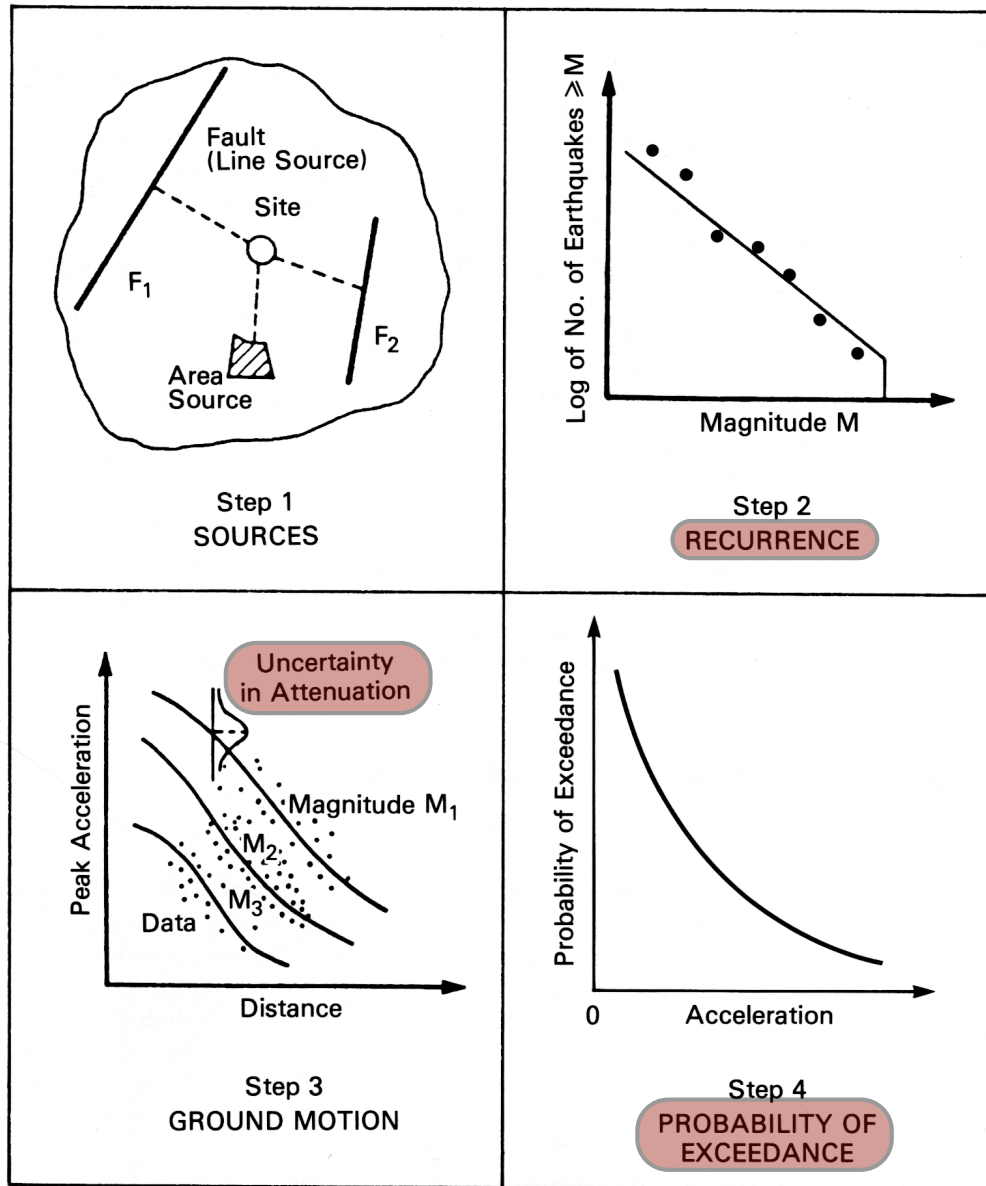 Fault
(Line Source)
Site
F₁
F₂
Area
Source
Step 1
SOURCES
Log of No. of Earthquakes ⩾ M
Magnitude M
Step 2
RECURRENCE
Uncertainty
in Attenuation
Peak Acceleration
Magnitude M₁
M₂
M₃
Data
Distance
Step 3
GROUND MOTION
Probability of Exceedance
0
Acceleration
Step 4
PROBABILITY OF
EXCEEDANCE